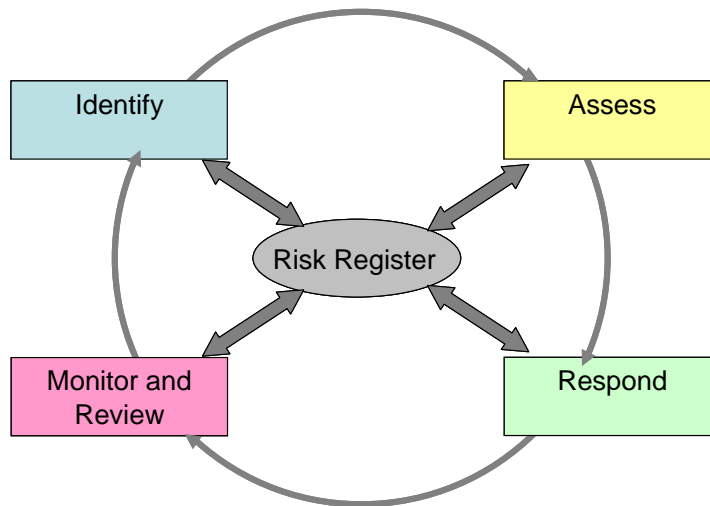 Identify
Assess
Risk Register
Monitor and
Review
Respond